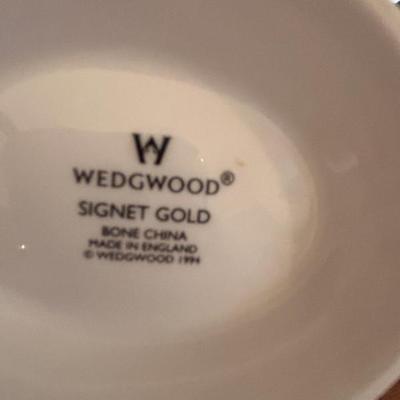 W
WEDGWOOD®
SIGNET GOLD
BONE CHINA
MADE IN ENGLAND
© WEDGWOOD 1994